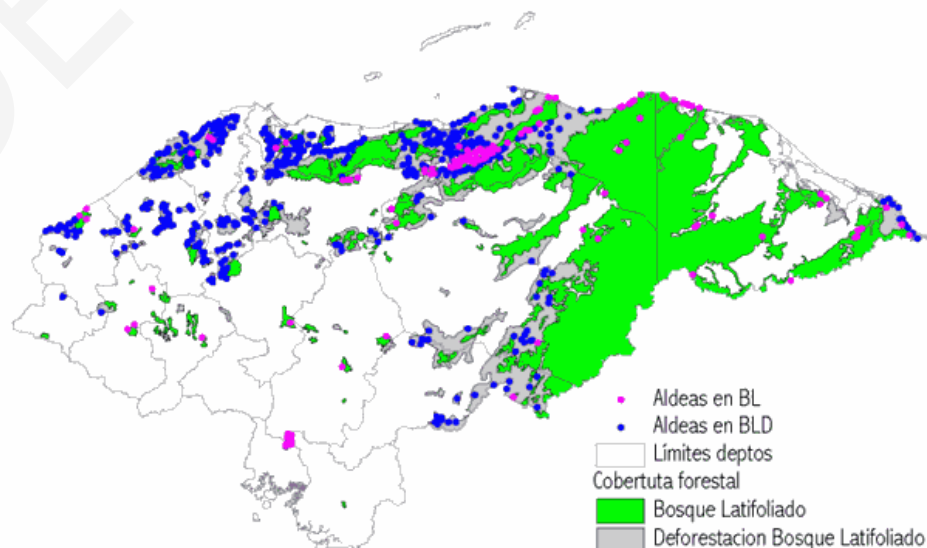 Aldeas en BL
Aldeas en BLD
Límites deptos
Cobertuta forestal
Bosque Latifoliado
Deforestacion Bosque Latifoliado